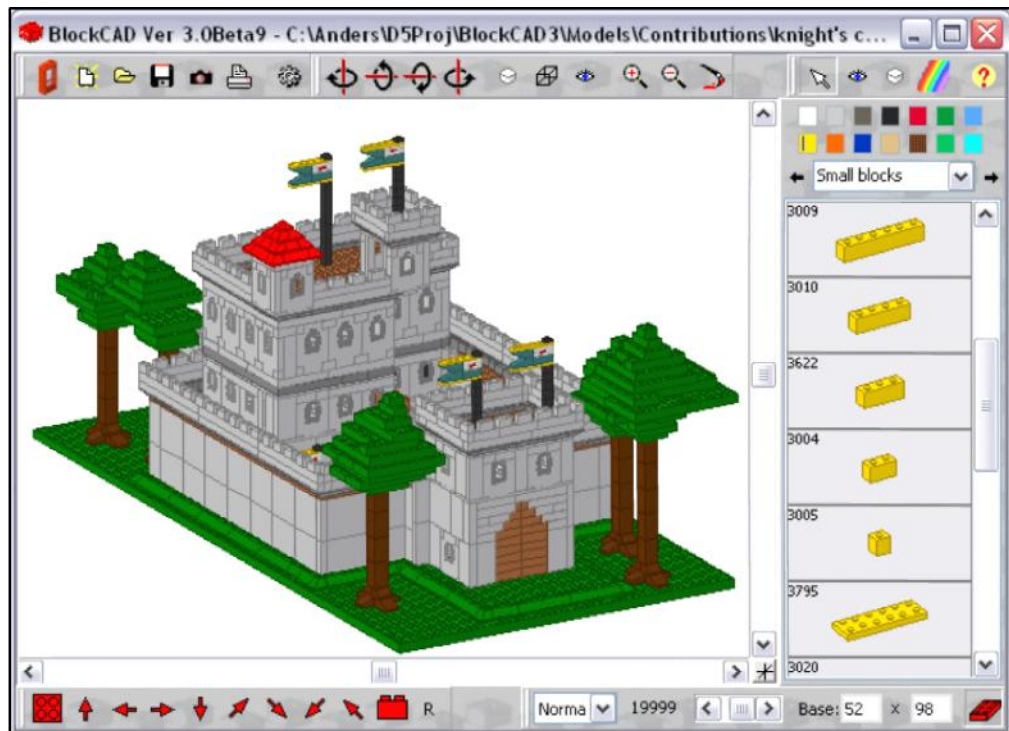 BlockCAD Ver 3.0Beta9 - C:\Anders\D5Proj\BlockCAD3\Models\Contributions\knight's c...
Small blocks
3009
3010
3622
3004
3005
3795
3020
R
Norma
19999
Base: 52 x 98